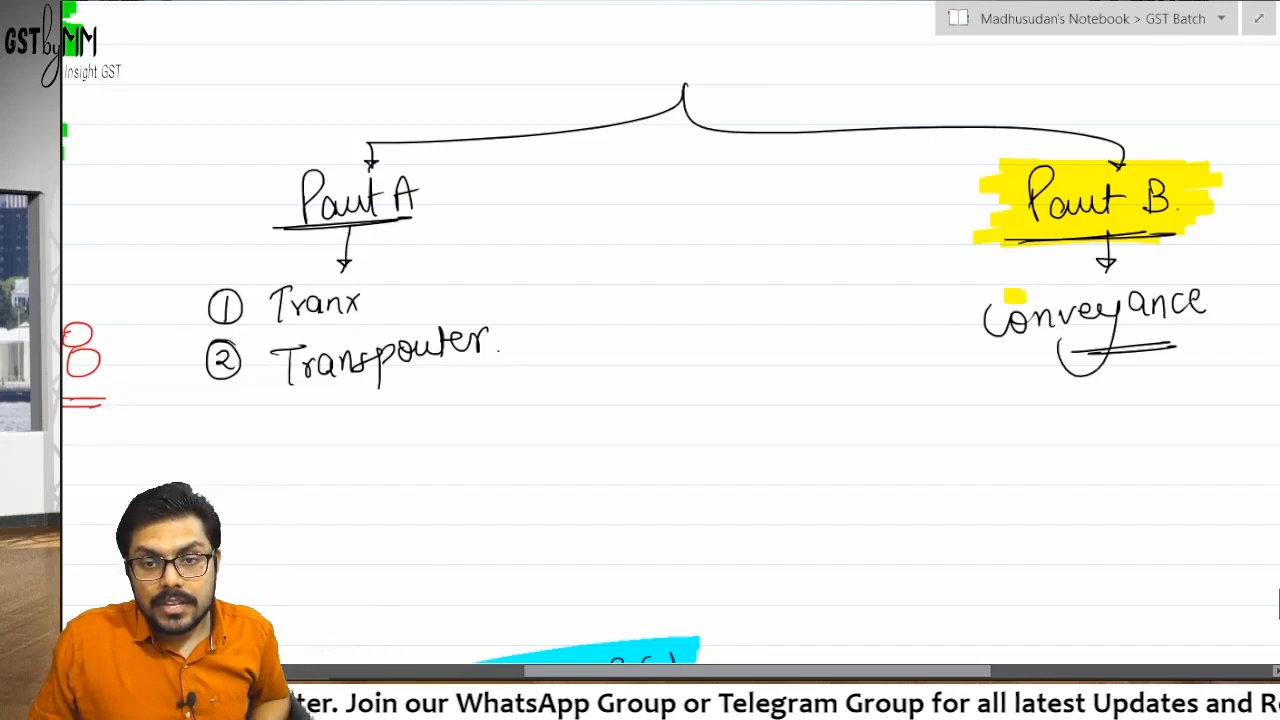 GST by MM
Insight GST
Madhusudan's Notebook > GST Batch
Part A
Part B.
① Tranx
② Transporter.
Conveyance
8
ter. Join our WhatsApp Group or Telegram Group for all latest Updates and Re